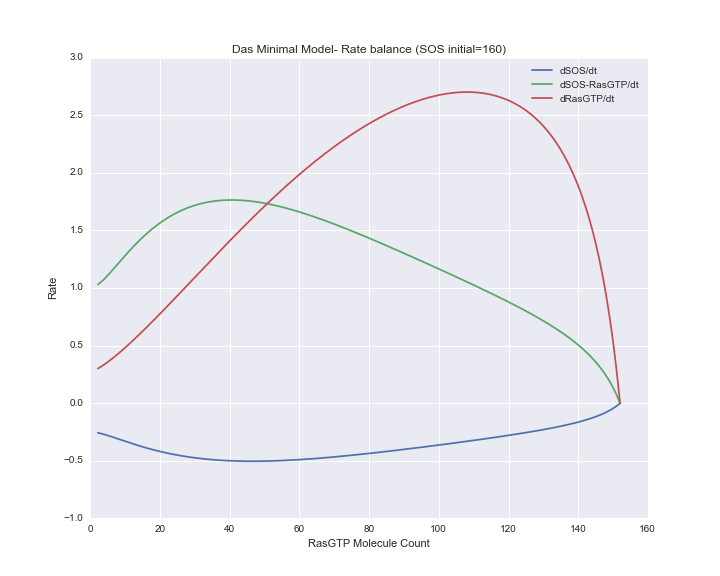 Das Minimal Model- Rate balance (SOS initial=160)
3.0
2.5
2.0
1.5
1.0
0.5
0.0
−0.5
−1.0
Rate
dSOS/dt
dSOS-RasGTP/dt
dRasGTP/dt
0 20 40 60 80 100 120 140 160
RasGTP Molecule Count